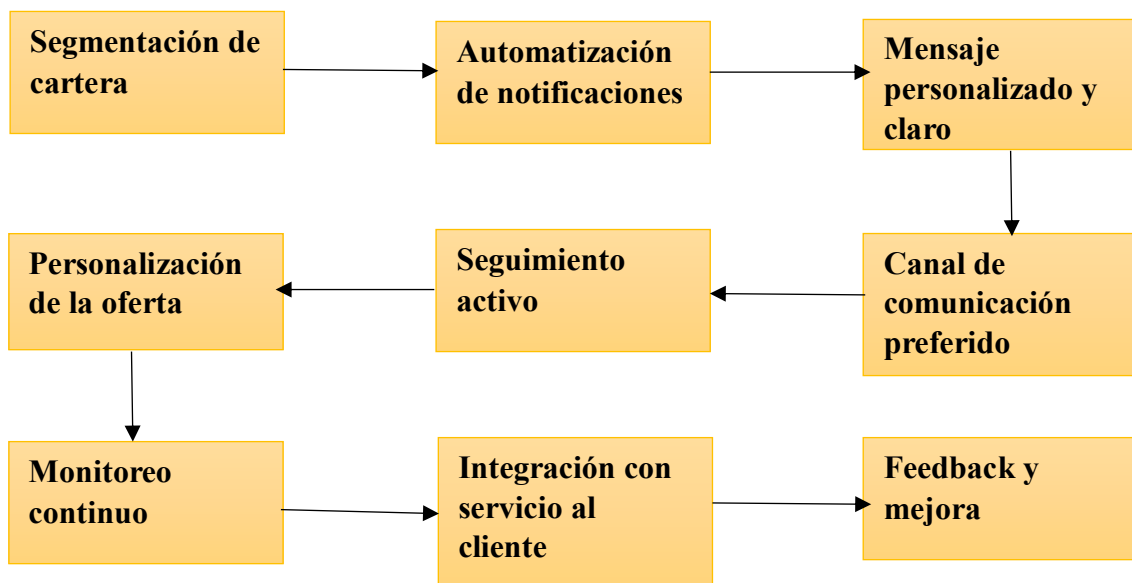 Segmentación de
cartera
Automatización
de notificaciones
Mensaje
personalizado y
claro
Canal de
comunicación
preferido
Seguimiento
activo
Personalización
de la oferta
Monitoreo
continuo
Integración con
servicio al
cliente
Feedback y
mejora